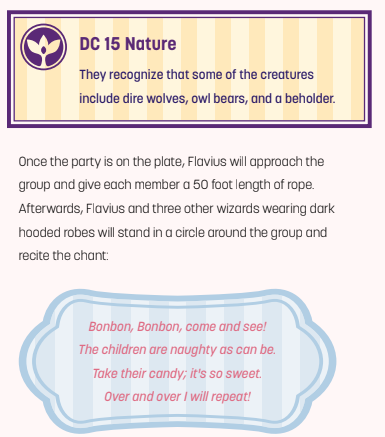 DC 15 Nature
They recognize that some of the creatures
include dire wolves, owl bears, and a beholder.
Once the party is on the plate, Flavius will approach the
group and give each member a 50 foot length of rope.
Afterwards, Flavius and three other wizards wearing dark
hooded robes will stand in a circle around the group and
recite the chant:
Bonbon, Bonbon, come and see!
The children are naughty as can be.
Take their candy; it's so sweet.
Over and over I will repeat!